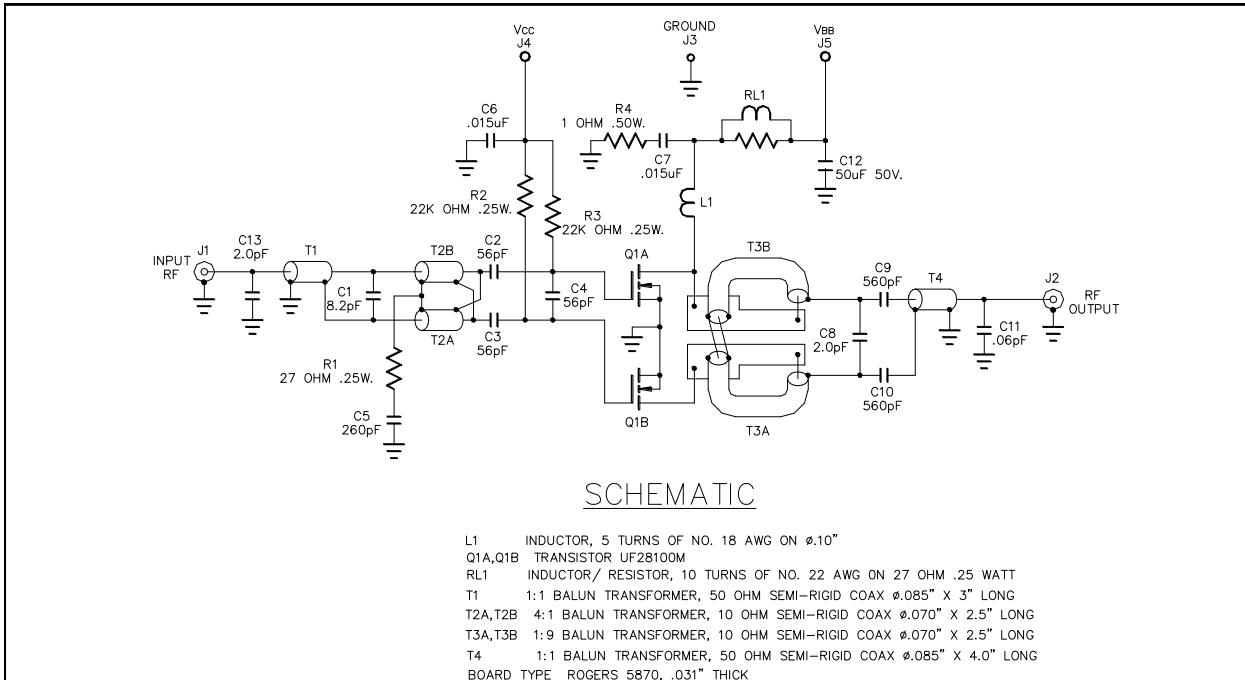 Vcc
J4
GROUND
J3
VBB
J5
C6
.015uF
R4
1 OHM .50W.
C7
.015uF
RL1
C12
50uF 50V.
R2
22K OHM .25W.
R3
22K OHM .25W.
L1
INPUT
RF
J1
C13
2.0pF
T1
C1
8.2pF
T2B
T2A
C2
56pF
C3
56pF
C4
56pF
R1
27 OHM .25W.
C5
260pF
Q1A
Q1B
T3B
T3A
C8
2.0pF
C9
560pF
C10
560pF
T4
C11
.06pF
J2
RF
OUTPUT
SCHEMATIC
L1 INDUCTOR, 5 TURNS OF NO. 18 AWG ON ø.10"
Q1A,Q1B TRANSISTOR UF28100M
RL1 INDUCTOR/ RESISTOR, 10 TURNS OF NO. 22 AWG ON 27 OHM .25 WATT
T1 1:1 BALUN TRANSFORMER, 50 OHM SEMI-RIGID COAX ø.085" X 3" LONG
T2A,T2B 4:1 BALUN TRANSFORMER, 10 OHM SEMI-RIGID COAX ø.070" X 2.5" LONG
T3A,T3B 1:9 BALUN TRANSFORMER, 10 OHM SEMI-RIGID COAX ø.070" X 2.5" LONG
T4 1:1 BALUN TRANSFORMER, 50 OHM SEMI-RIGID COAX ø.085" X 4.0" LONG
BOARD TYPE ROGERS 5870, .031" THICK